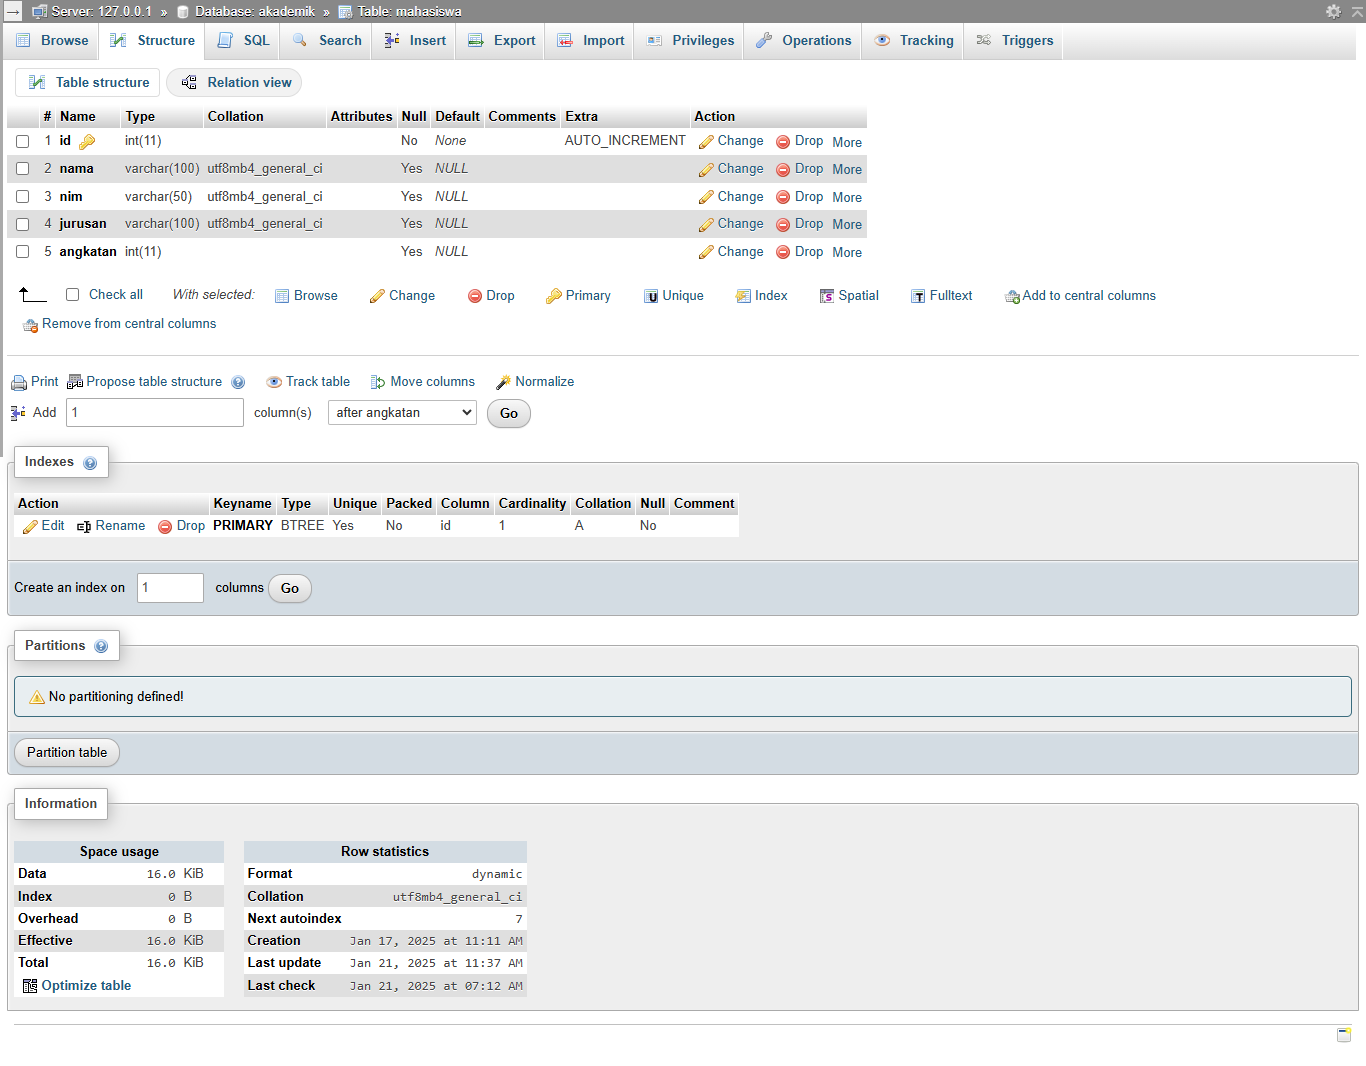 Server: 127.0.0.1 » Database: akademik » Table: mahasiswa
Browse Structure SQL Search Insert Export Import Privileges Operations Tracking Triggers
Table structure Relation view
# Name Type Collation Attributes Null Default Comments Extra Action
1 id int(11) No None AUTO_INCREMENT Change Drop More
2 nama varchar(100) utf8mb4_general_ci Yes NULL Change Drop More
3 nim varchar(50) utf8mb4_general_ci Yes NULL Change Drop More
4 jurusan varchar(100) utf8mb4_general_ci Yes NULL Change Drop More
5 angkatan int(11) Yes NULL Change Drop More
Check all With selected: Browse Change Drop Primary Unique Index Spatial Fulltext Add to central columns
Remove from central columns
Print Propose table structure Track table Move columns Normalize
Add 1 column(s) after angkatan Go
Indexes
Action Keyname Type Unique Packed Column Cardinality Collation Null Comment
Edit Rename Drop PRIMARY BTREE Yes No id 1 A No
Create an index on 1 columns Go
Partitions
No partitioning defined!
Partition table
Information
Space usage
Data 16.0 KiB
Index 0 B
Overhead 0 B
Effective 16.0 KiB
Total 16.0 KiB
Optimize table
Row statistics
Format dynamic
Collation utf8mb4_general_ci
Next autoindex 7
Creation Jan 17, 2025 at 11:11 AM
Last update Jan 21, 2025 at 11:37 AM
Last check Jan 21, 2025 at 07:12 AM